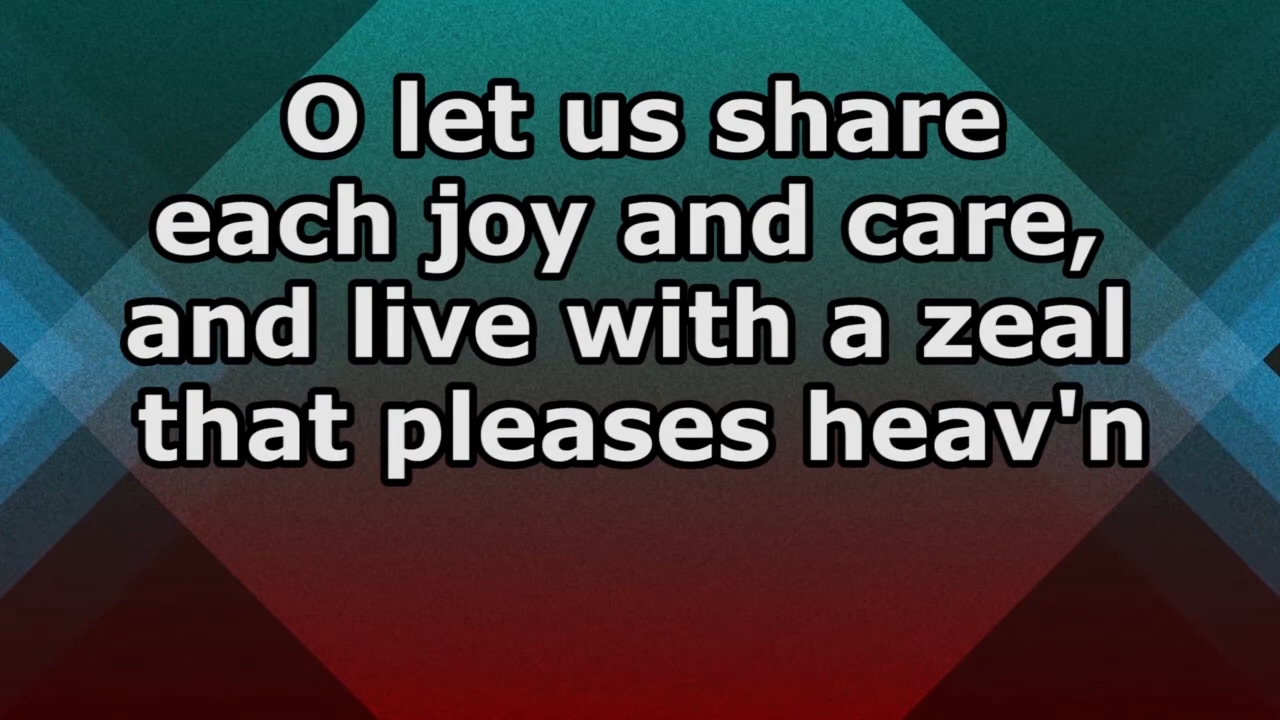 O let us share
each joy and care,
and live with a zeal
that pleases heav'n